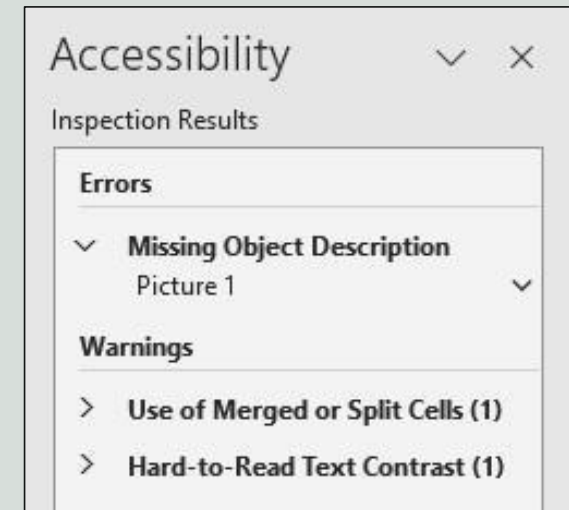 Accessibility
Inspection Results
Errors
Missing Object Description
Picture 1
Warnings
Use of Merged or Split Cells (1)
Hard-to-Read Text Contrast (1)